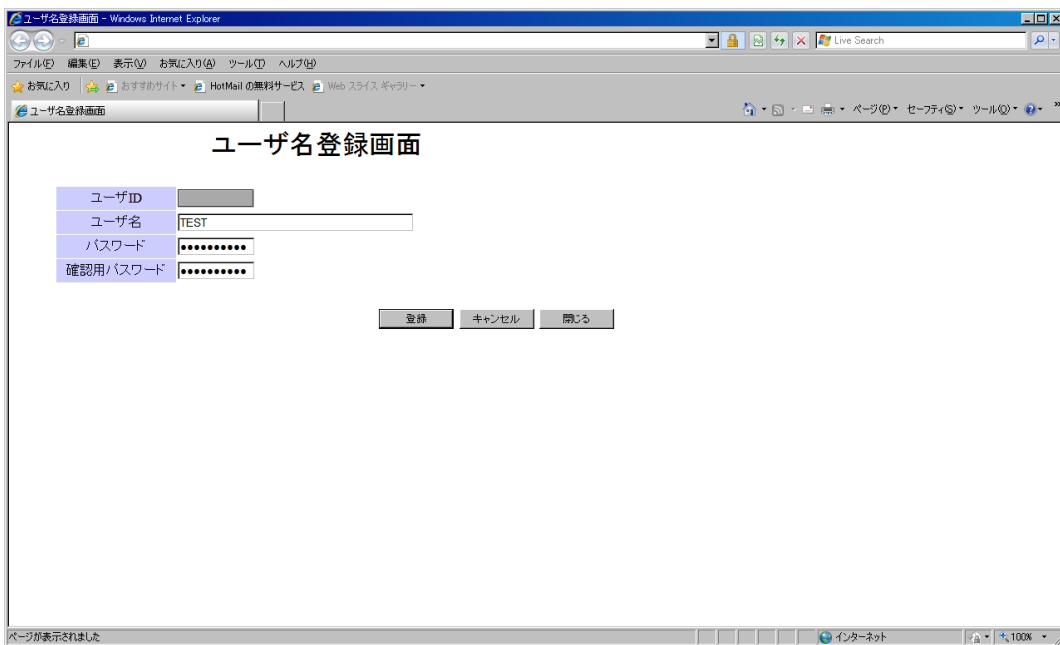 ユーザ名登録画面 - Windows Internet Explorer
Live Search
ファイル(F) 編集(E) 表示(V) お気に入り(A) ツール(T) ヘルプ(H)
お気に入り おすすめサイト HotMail の無料サービス Web スライス ギャラリー
ユーザ名登録画面 ページ(P) セーフティ(S) ツール(O) »
ユーザ名登録画面
ユーザID
ユーザ名 TEST
パスワード ●●●●●●●●●●
確認用パスワード ●●●●●●●●●●
登録 キャンセル 閉じる
ページが表示されました インターネット 100%